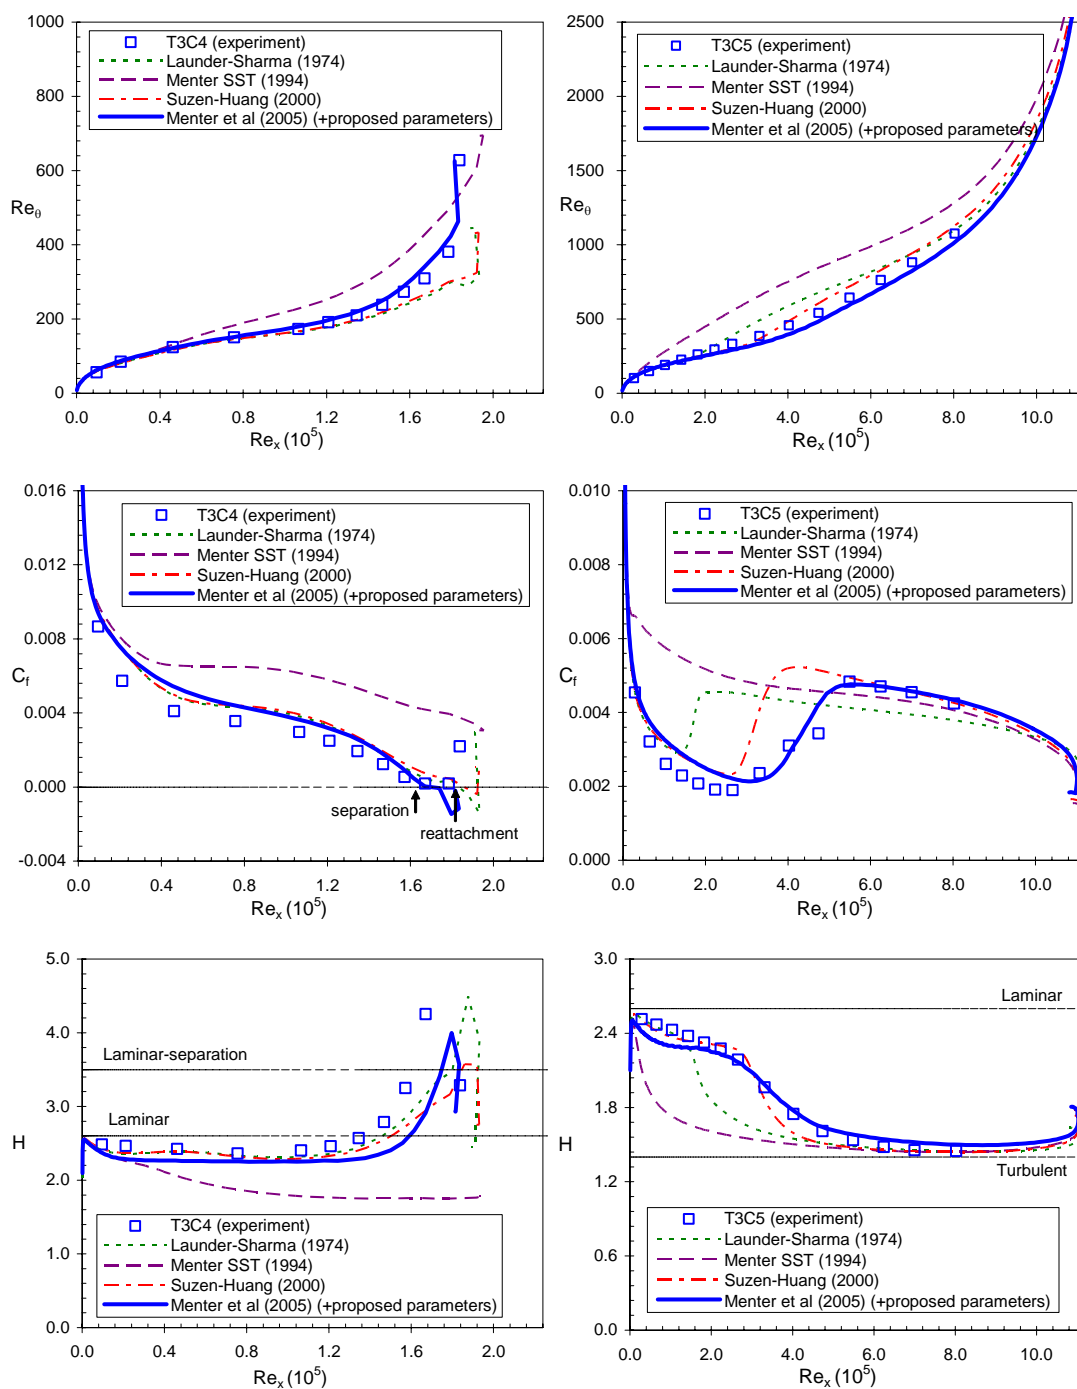 1000
800
600
400
200
0
Re_θ
T3C4 (experiment)
Launder-Sharma (1974)
Menter SST (1994)
Suzen-Huang (2000)
Menter et al (2005) (+proposed parameters)
0.0 0.4 0.8 1.2 1.6 2.0
Re_x (10^5)
2500
2000
1500
1000
500
0
Re_θ
T3C5 (experiment)
Launder-Sharma (1974)
Menter SST (1994)
Suzen-Huang (2000)
Menter et al (2005) (+proposed parameters)
0.0 2.0 4.0 6.0 8.0 10.0
Re_x (10^5)
0.016
0.012
0.008
0.004
0.000
-0.004
C_f
T3C4 (experiment)
Launder-Sharma (1974)
Menter SST (1994)
Suzen-Huang (2000)
Menter et al (2005) (+proposed parameters)
separation
reattachment
0.0 0.4 0.8 1.2 1.6 2.0
Re_x (10^5)
0.010
0.008
0.006
0.004
0.002
0.000
C_f
T3C5 (experiment)
Launder-Sharma (1974)
Menter SST (1994)
Suzen-Huang (2000)
Menter et al (2005) (+proposed parameters)
0.0 2.0 4.0 6.0 8.0 10.0
Re_x (10^5)
5.0
4.0
3.0
2.0
1.0
0.0
H
Laminar-separation
Laminar
T3C4 (experiment)
Launder-Sharma (1974)
Menter SST (1994)
Suzen-Huang (2000)
Menter et al (2005) (+proposed parameters)
0.0 0.4 0.8 1.2 1.6 2.0
Re_x (10^5)
3.0
2.4
1.8
1.2
0.6
0.0
H
Laminar
Turbulent
T3C5 (experiment)
Launder-Sharma (1974)
Menter SST (1994)
Suzen-Huang (2000)
Menter et al (2005) (+proposed parameters)
0.0 2.0 4.0 6.0 8.0 10.0
Re_x (10^5)